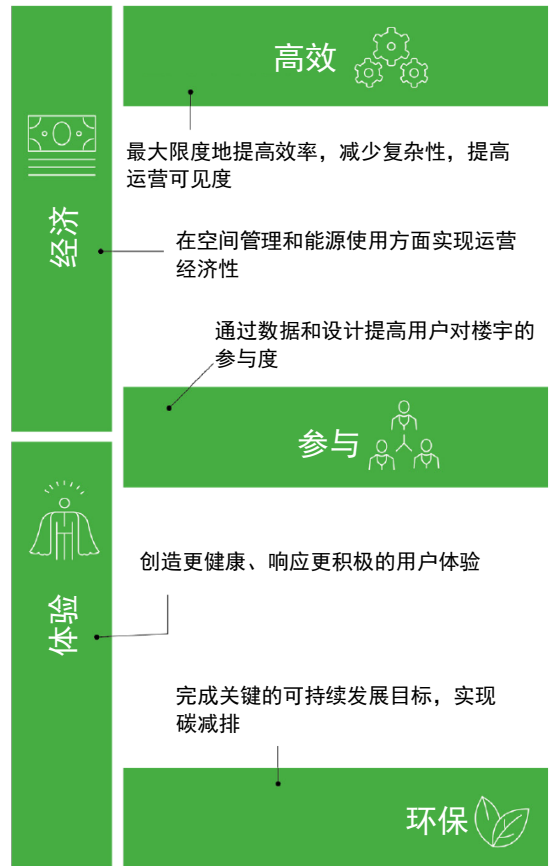 高效
最大限度地提高效率，减少复杂性，提高
运营可见度
经济
在空间管理和能源使用方面实现运营
经济性
通过数据和设计提高用户对楼宇的
参与度
参与
体验
创造更健康、响应更积极的用户体验
完成关键的可持续发展目标，实现
碳减排
环保